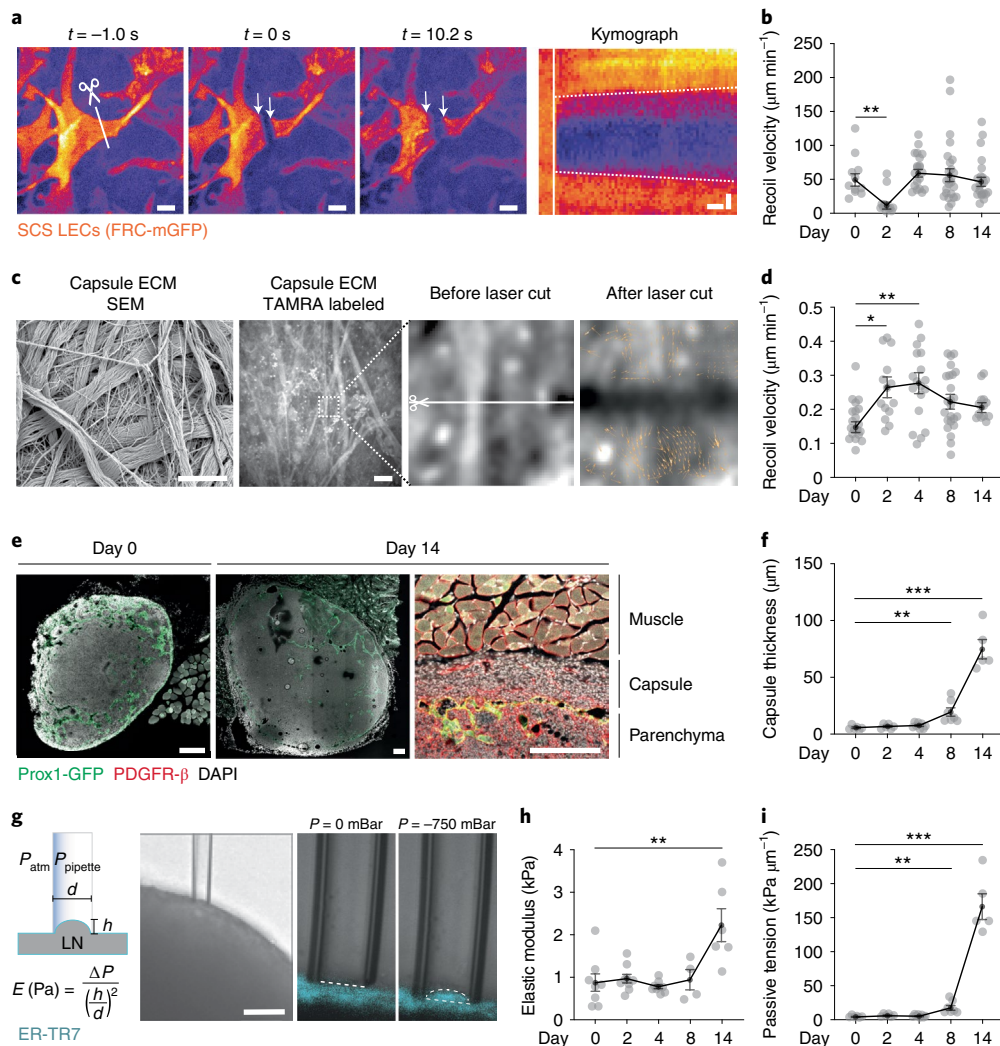 a
t = −1.0 s
t = 0 s
t = 10.2 s
Kymograph
SCS LECs (FRC-mGFP)
b
Recoil velocity (μm min−1)
250
200
150
100
50
0
**
Day 0 2 4 8 14
c
Capsule ECM
SEM
Capsule ECM
TAMRA labeled
Before laser cut
After laser cut
d
Recoil velocity (μm min−1)
0.5
0.4
0.3
0.2
0.1
0
**
*
Day 0 2 4 8 14
e
Day 0
Day 14
Muscle
Capsule
Parenchyma
Prox1-GFP PDGFR-β DAPI
f
Capsule thickness (μm)
150
100
50
0
***
**
Day 0 2 4 8 14
g
Patm Ppipette
d
h
LN
E (Pa) = ΔP / (h/d)2
ER-TR7
P = 0 mBar
P = −750 mBar
h
Elastic modulus (kPa)
4
3
2
1
0
**
Day 0 2 4 8 14
i
Passive tension (kPa μm−1)
250
200
150
100
50
0
***
**
Day 0 2 4 8 14